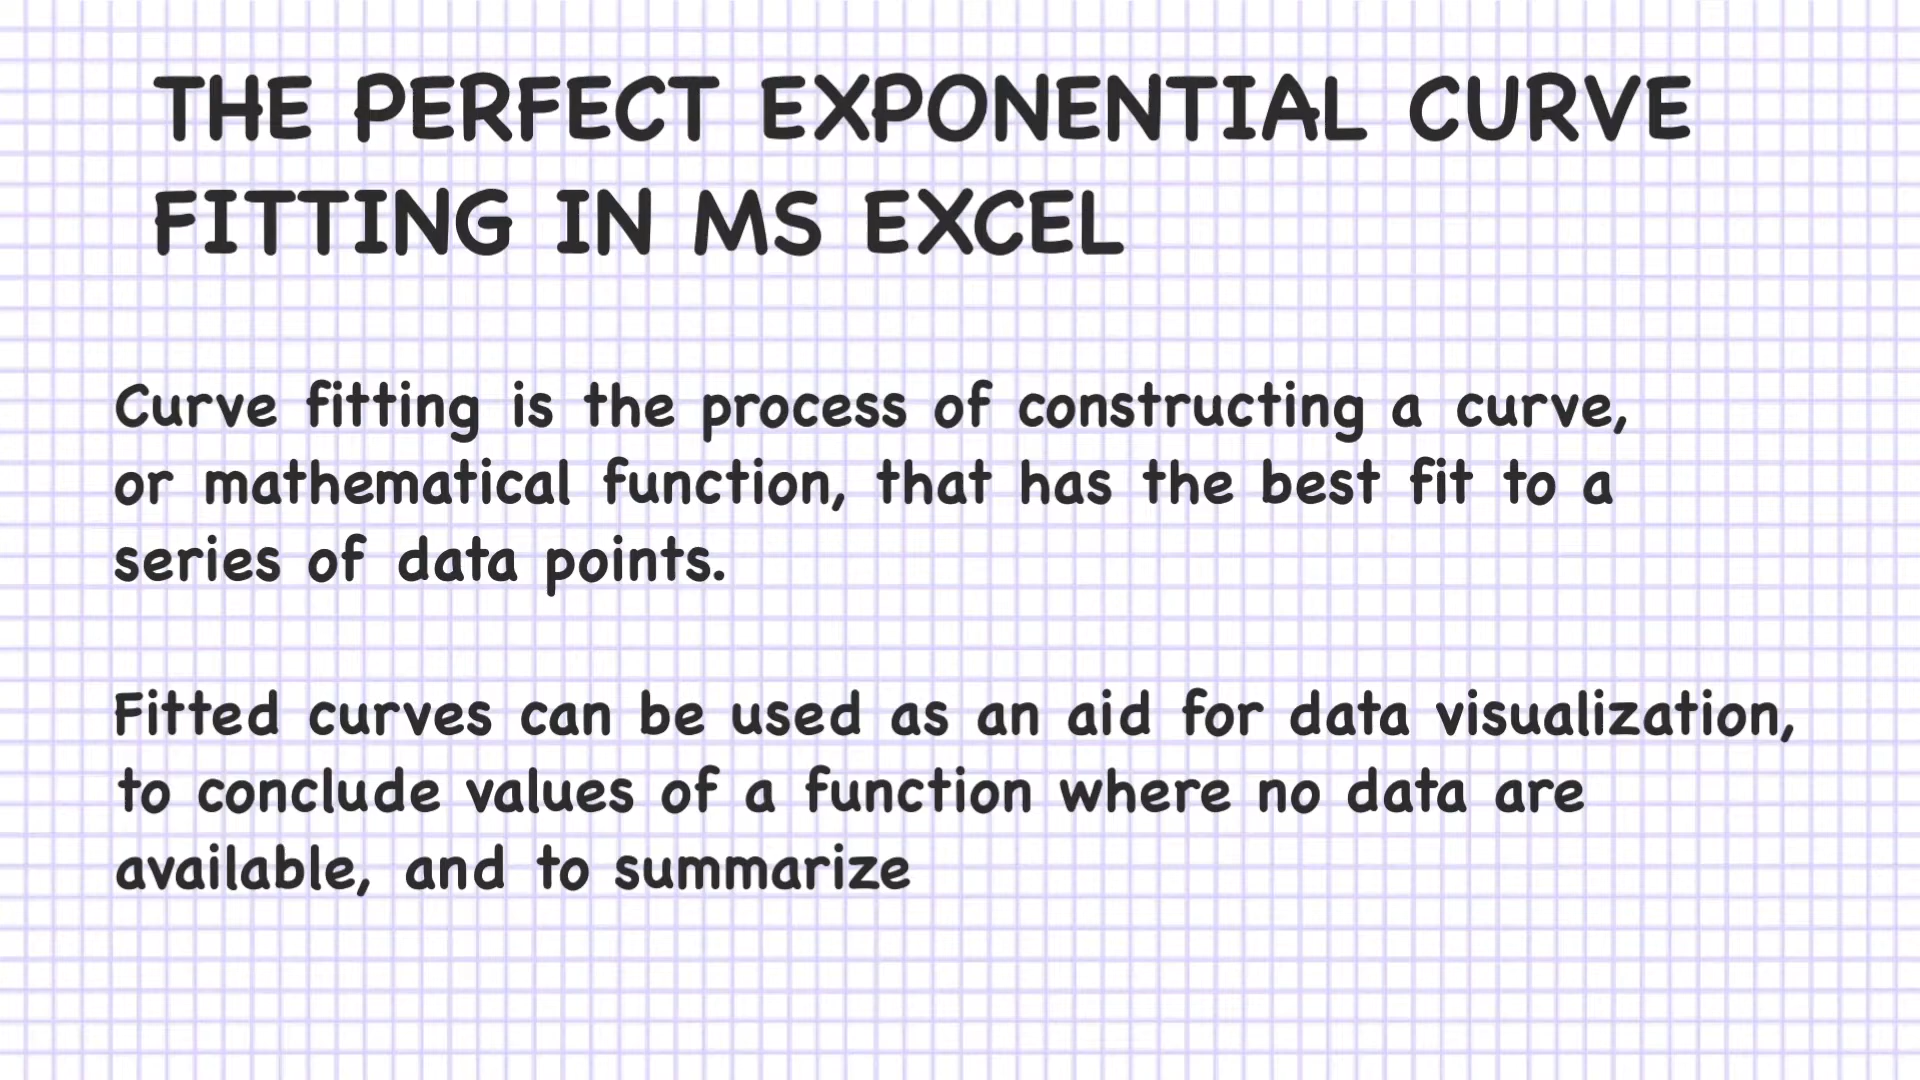 THE PERFECT EXPONENTIAL CURVE
FITTING IN MS EXCEL
Curve fitting is the process of constructing a curve,
or mathematical function, that has the best fit to a
series of data points.
Fitted curves can be used as an aid for data visualization,
to conclude values of a function where no data are
available, and to summarize